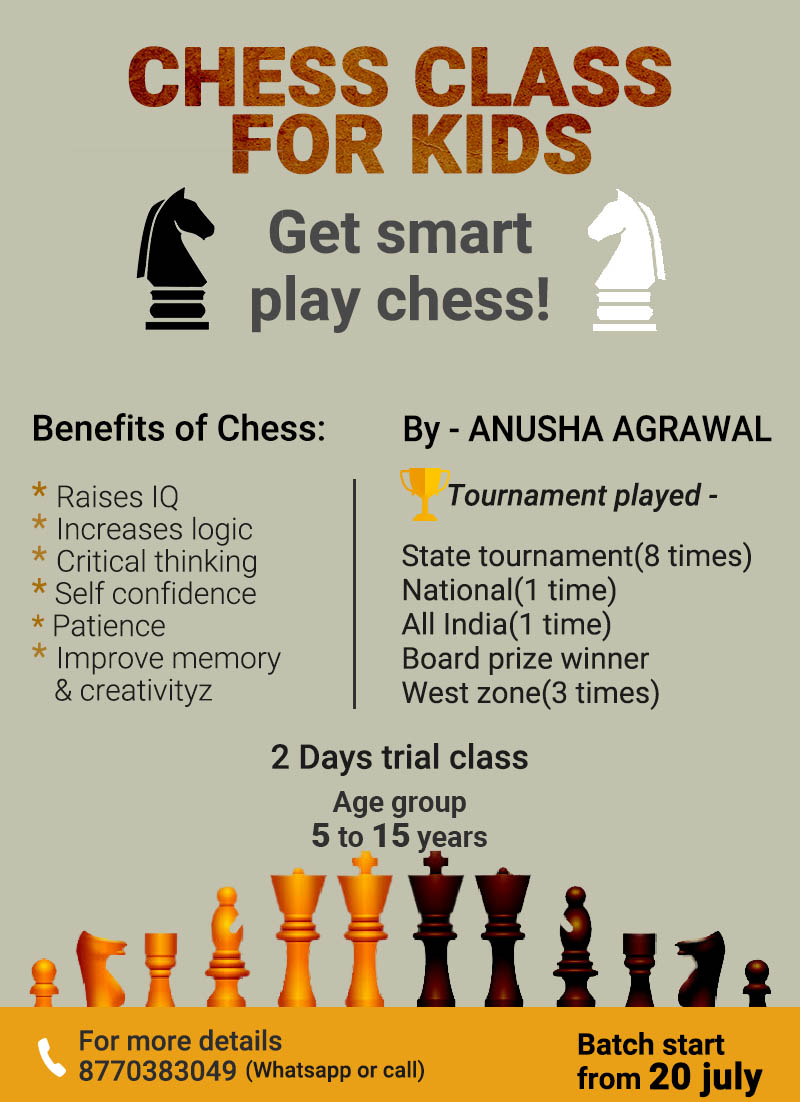 CHESS CLASS
FOR KIDS
Get smart
play chess!
Benefits of Chess:
* Raises IQ
* Increases logic
* Critical thinking
* Self confidence
* Patience
* Improve memory
& creativityz
By - ANUSHA AGRAWAL
Tournament played -
State tournament(8 times)
National(1 time)
All India(1 time)
Board prize winner
West zone(3 times)
2 Days trial class
Age group
5 to 15 years
For more details
8770383049 (Whatsapp or call)
Batch start
from 20 july